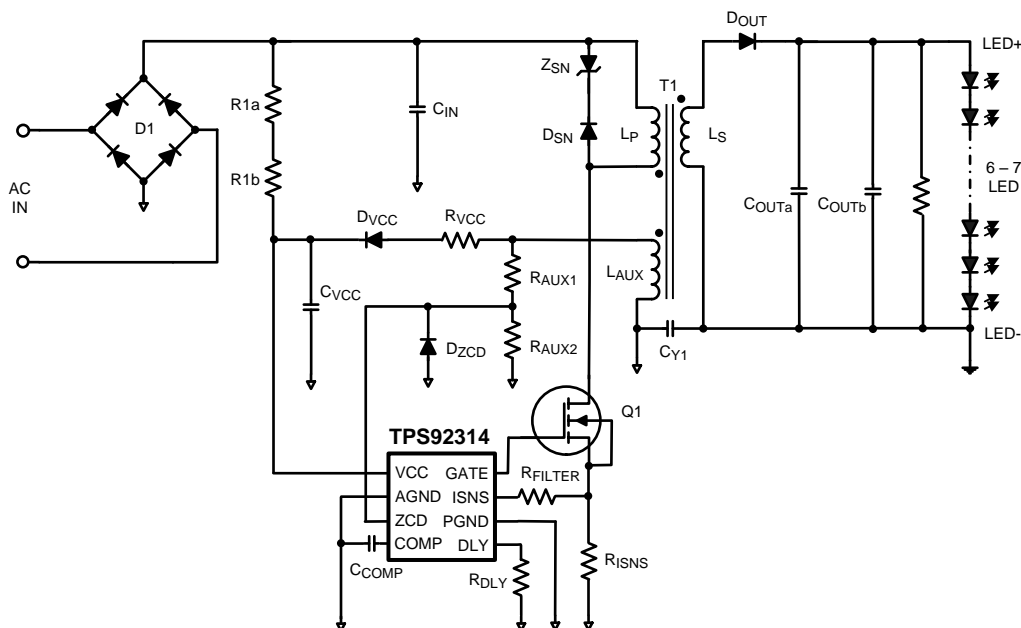 DOUT
LED+
ZSN
T1
R1a
CIN
D1
DSN
LP
LS
R1b
6 – 7
LED
AC
IN
COUTa
COUTb
DVCC
RVCC
RAUX1
LAUX
CVCC
DZCD
RAUX2
CY1
LED-
Q1
TPS92314
VCC GATE
RFILTER
AGND ISNS
ZCD PGND
COMP DLY
CCOMP
RDLY
RISNS